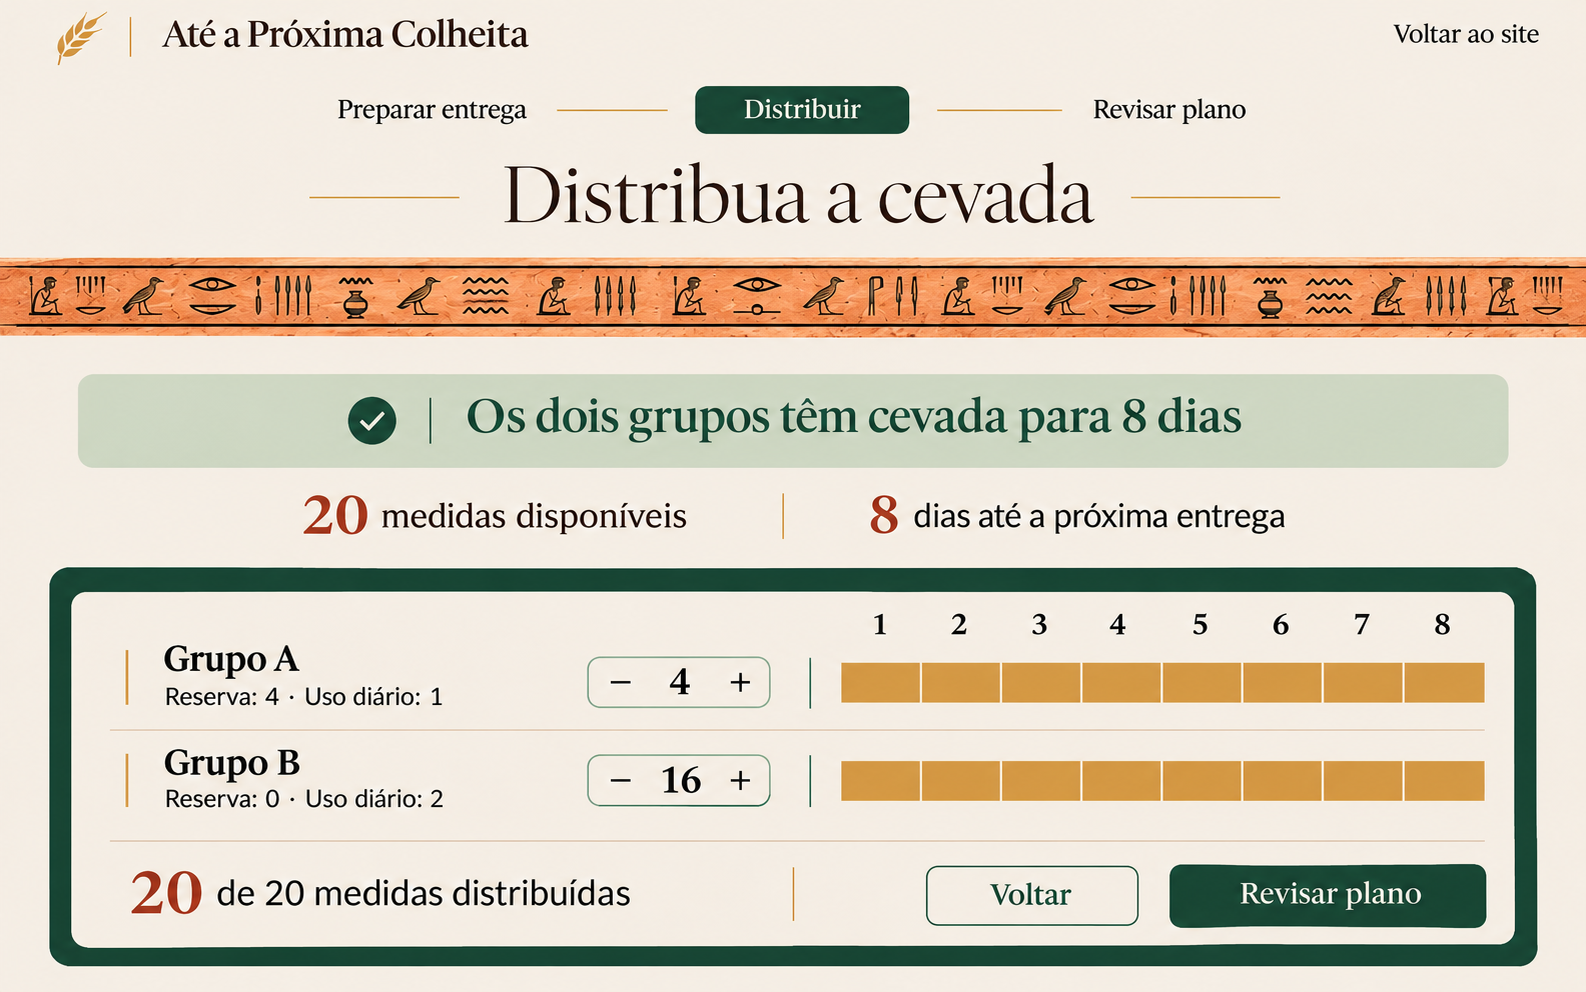 Até a Próxima Colheita
Voltar ao site
Preparar entrega
Distribuir
Revisar plano
Distribua a cevada
Os dois grupos têm cevada para 8 dias
20 medidas disponíveis
8 dias até a próxima entrega
1 2 3 4 5 6 7 8
Grupo A
Reserva: 4 · Uso diário: 1
− 4 +
Grupo B
Reserva: 0 · Uso diário: 2
− 16 +
20 de 20 medidas distribuídas
Voltar
Revisar plano